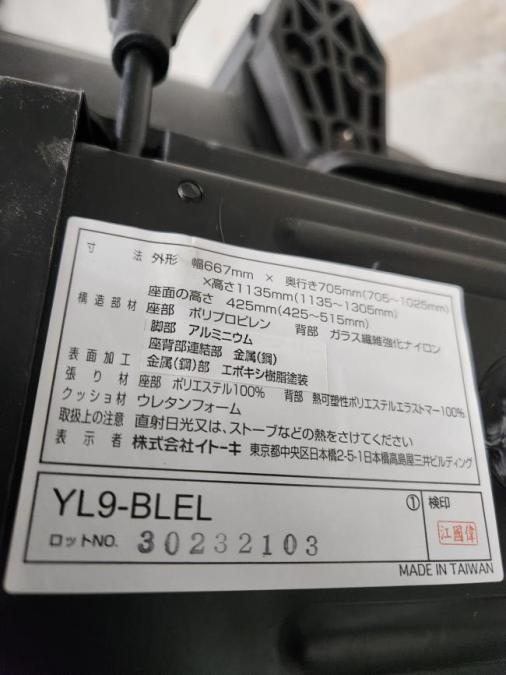 寸 法 外形 幅667mm × 奥行き705mm(705~1025mm)
×高さ1135mm(1135~1305mm)
座面の高さ 425mm(425~515mm)
構造部材 座部 ポリプロピレン 背部 ガラス繊維強化ナイロン
脚部 アルミニウム
座背部連結部 金属(鋼)
表面加工 金属(鋼)部 エポキシ樹脂塗装
張り材 座部 ポリエステル100% 背部 熱可塑性ポリエステルエラストマー100%
クッション材 ウレタンフォーム
取扱上の注意 直射日光又は、ストーブなどの熱をさけてください
表示者 株式会社イトーキ 東京都中央区日本橋2-5-1日本橋髙島屋三井ビルディング
YL9-BLEL ① 検印
ロットNO. 30232103 江國偉
MADE IN TAIWAN